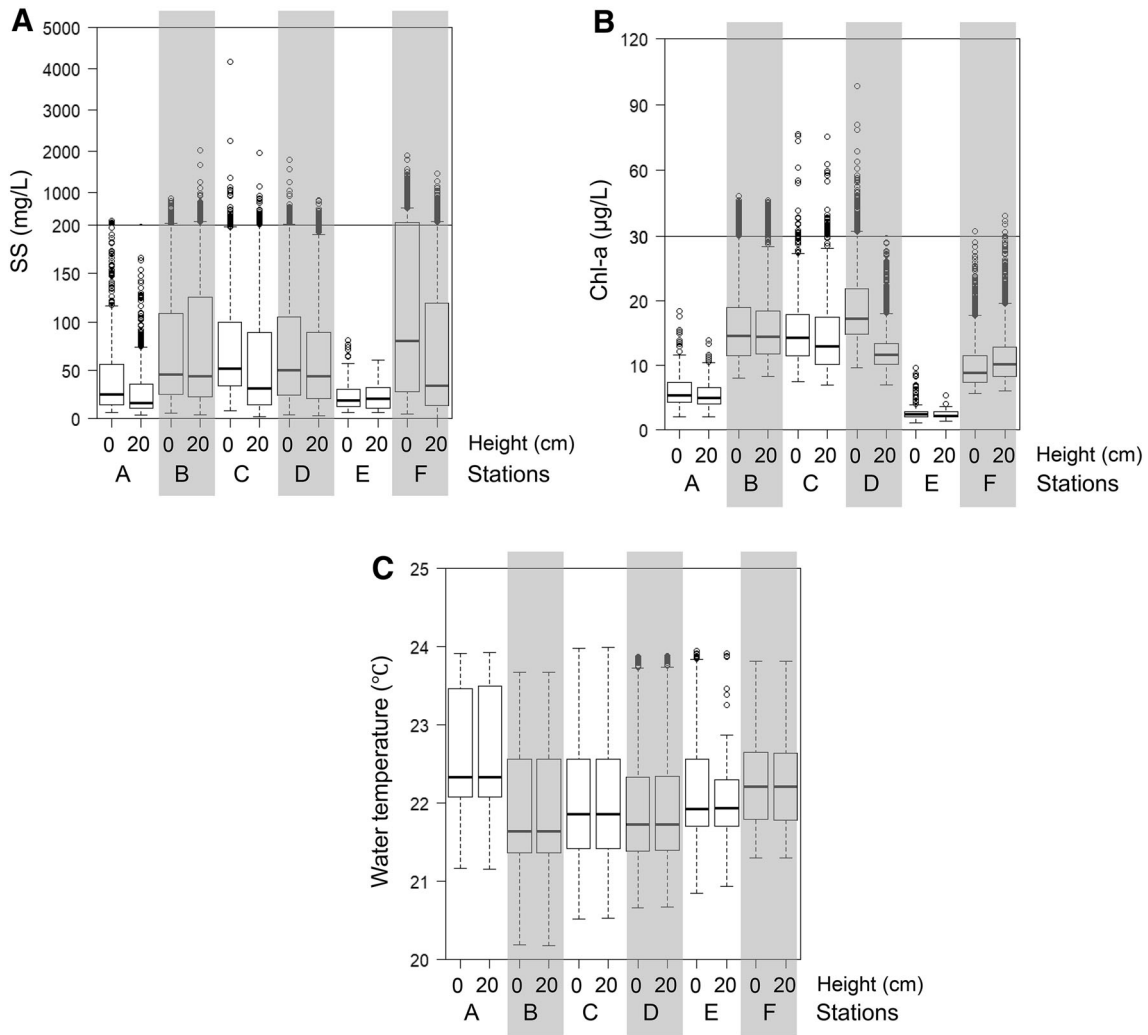 A
SS (mg/L)
5000
4000
3000
2000
1000
200
150
100
50
0
0 20 0 20 0 20 0 20 0 20 0 20 Height (cm)
A B C D E F Stations
B
Chl-a (μg/L)
120
90
60
30
20
10
0
0 20 0 20 0 20 0 20 0 20 0 20 Height (cm)
A B C D E F Stations
C
Water temperature (℃)
25
24
23
22
21
20
0 20 0 20 0 20 0 20 0 20 0 20 Height (cm)
A B C D E F Stations